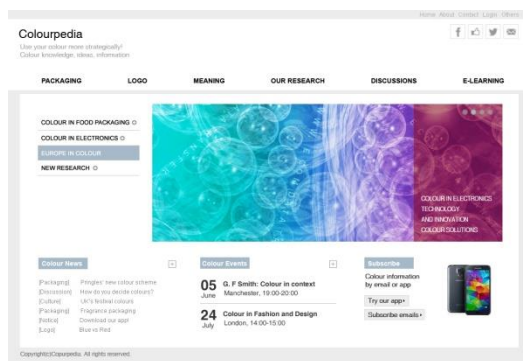 Home About Contact Login Others
Colourpedia
Use your colour more strategically!
Colour knowledge, ideas, information
PACKAGING LOGO MEANING OUR RESEARCH DISCUSSIONS E-LEARNING
COLOUR IN FOOD PACKAGING
COLOUR IN ELECTRONICS
EUROPE IN COLOUR
NEW RESEARCH
COLOUR IN ELECTRONICS
TECHNOLOGY
AND INNOVATION
COLOUR SOLUTIONS
Colour News
[Packaging] Pringles' new colour scheme
[Discussion] How do you decide colours?
[Culture] UK's festival colours
[Packaging] Fragrance packaging
[Notice] Download our app!
[Logo] Blue vs Red
Colour Events
05 June G. F Smith: Colour in context
Manchester, 19:00-20:00
24 July Colour in Fashion and Design
London, 14:00-15:00
Subscribe
Colour information
by email or app
Try our app
Subscribe emails
All rights reserved